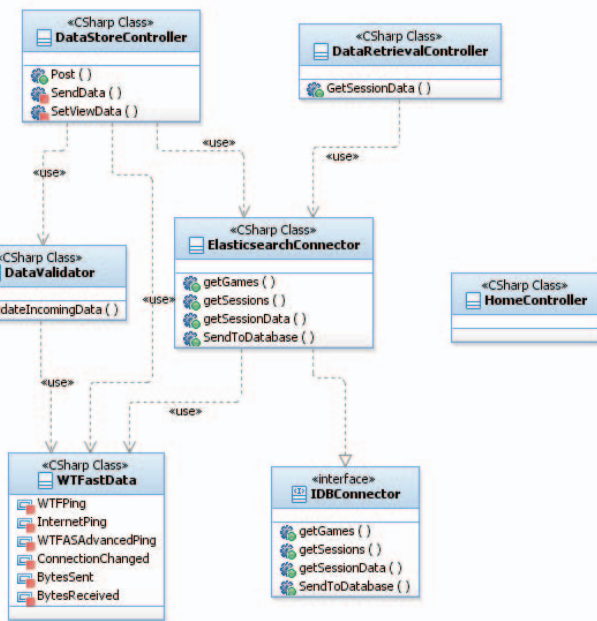 «CSharp Class»
DataStoreController
Post ( )
SendData ( )
SetViewData ( )
«CSharp Class»
DataRetrievalController
GetSessionData ( )
«use»
«use»
«use»
«CSharp Class»
DataValidator
dateIncomingData ( )
«use»
«CSharp Class»
ElasticsearchConnector
getGames ( )
getSessions ( )
getSessionData ( )
SendToDatabase ( )
«CSharp Class»
HomeController
«use»
«use»
«CSharp Class»
WTFastData
WTFPing
InternetPing
WTFASAdvancedPing
ConnectionChanged
BytesSent
BytesReceived
«interface»
IDBConnector
getGames ( )
getSessions ( )
getSessionData ( )
SendToDatabase ( )